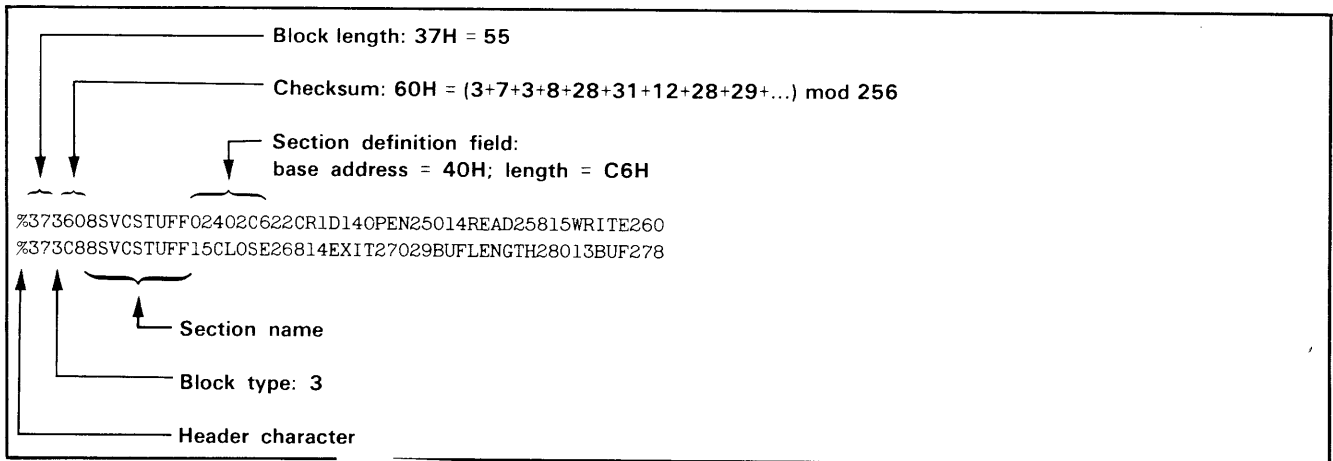 Block length: 37H = 55
Checksum: 60H = (3+7+3+8+28+31+12+28+29+...) mod 256
Section definition field:
base address = 40H; length = C6H
%373608SVCSTUFF02402C622CR1D14OPEN25014READ25815WRITE260
%373C88SVCSTUFF15CLOSE26814EXIT27029BUFLENGTH28013BUF278
Section name
Block type: 3
Header character